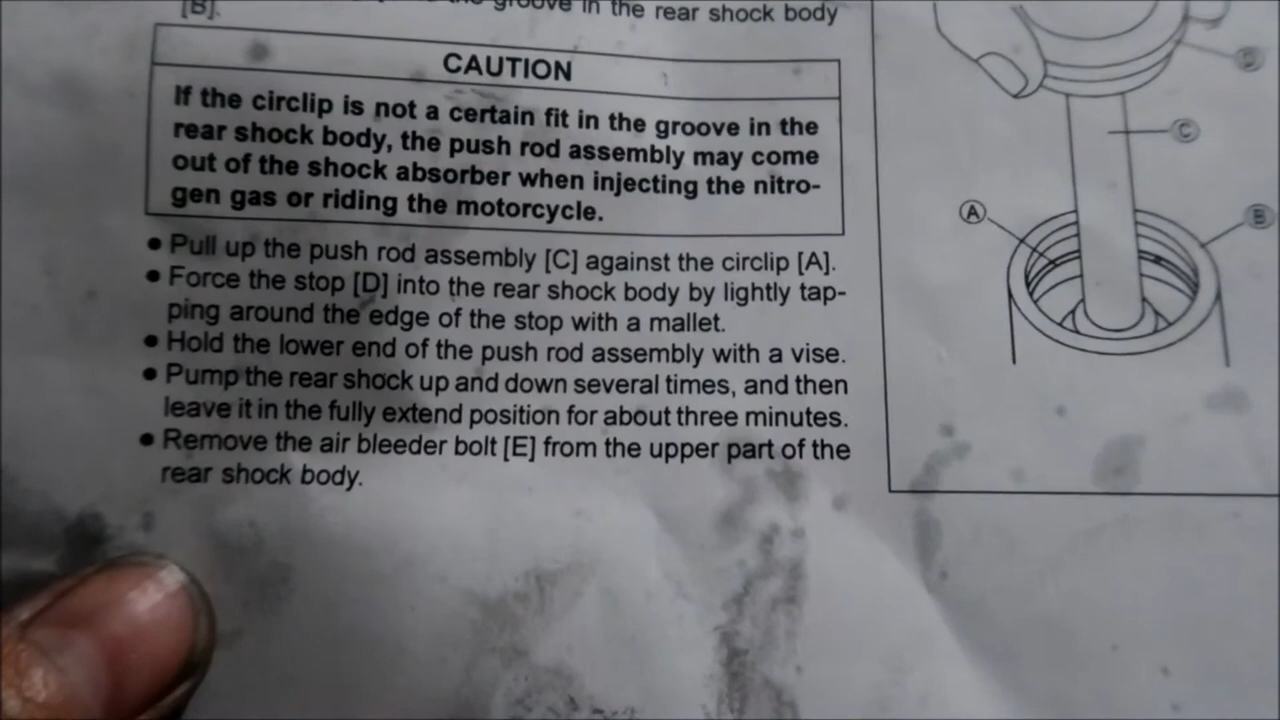 groove in the rear shock body
[B].
CAUTION
If the circlip is not a certain fit in the groove in the
rear shock body, the push rod assembly may come
out of the shock absorber when injecting the nitro-
gen gas or riding the motorcycle.
● Pull up the push rod assembly [C] against the circlip [A].
● Force the stop [D] into the rear shock body by lightly tap-
ping around the edge of the stop with a mallet.
● Hold the lower end of the push rod assembly with a vise.
● Pump the rear shock up and down several times, and then
leave it in the fully extend position for about three minutes.
● Remove the air bleeder bolt [E] from the upper part of the
rear shock body.
D
C
A
B